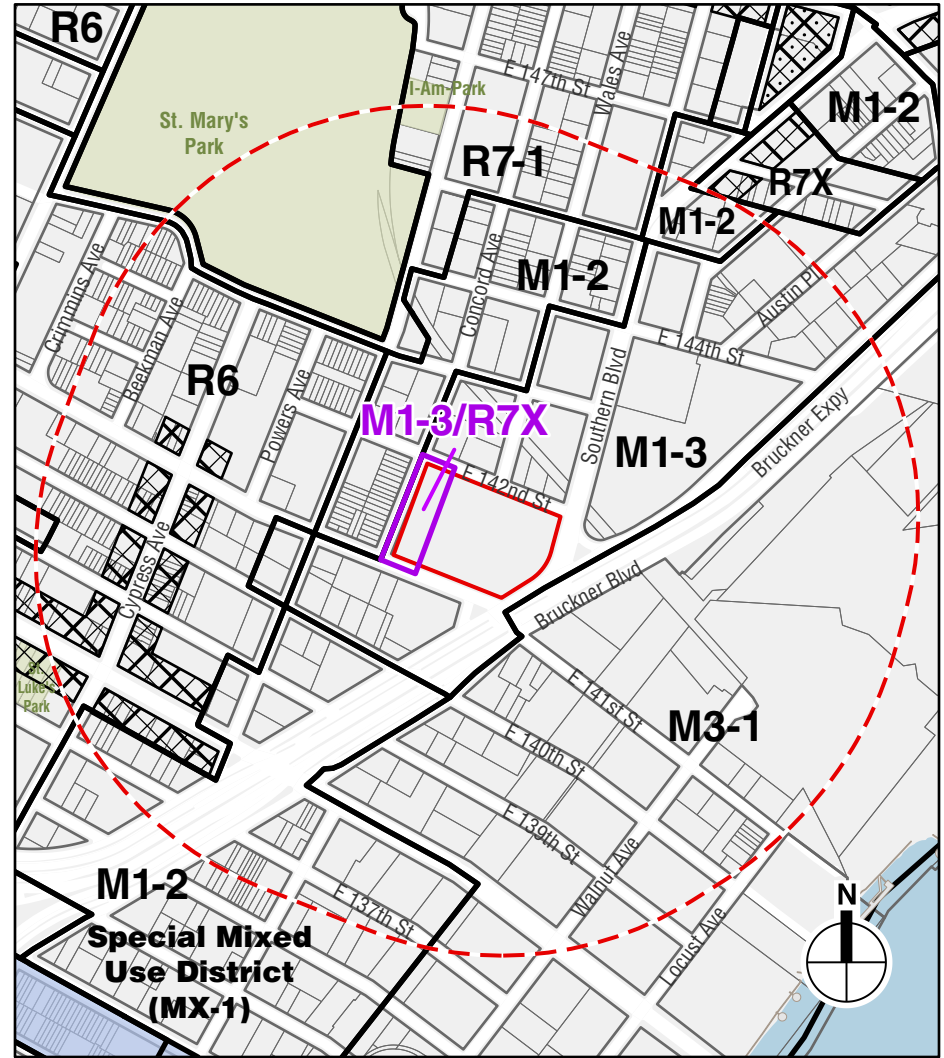 R6
E 147th St
Wales Ave
I-Am-Park
M1-2
St. Mary's
Park
R7-1
R7X
M1-2
Concord Ave
M1-2
Crimmins Ave
Beekman Ave
Austin Pl
E 144th St
R6
Powers Ave
Southern Blvd
M1-3/R7X
M1-3
Bruckner Expy
E 142nd St
Cypress Ave
Bruckner Blvd
St.
Luke's
Park
E 141st St
M3-1
E 140th St
E 139th St
Walnut Ave
M1-2
E 137th St
N
Special Mixed
Use District
(MX-1)
Locust Ave